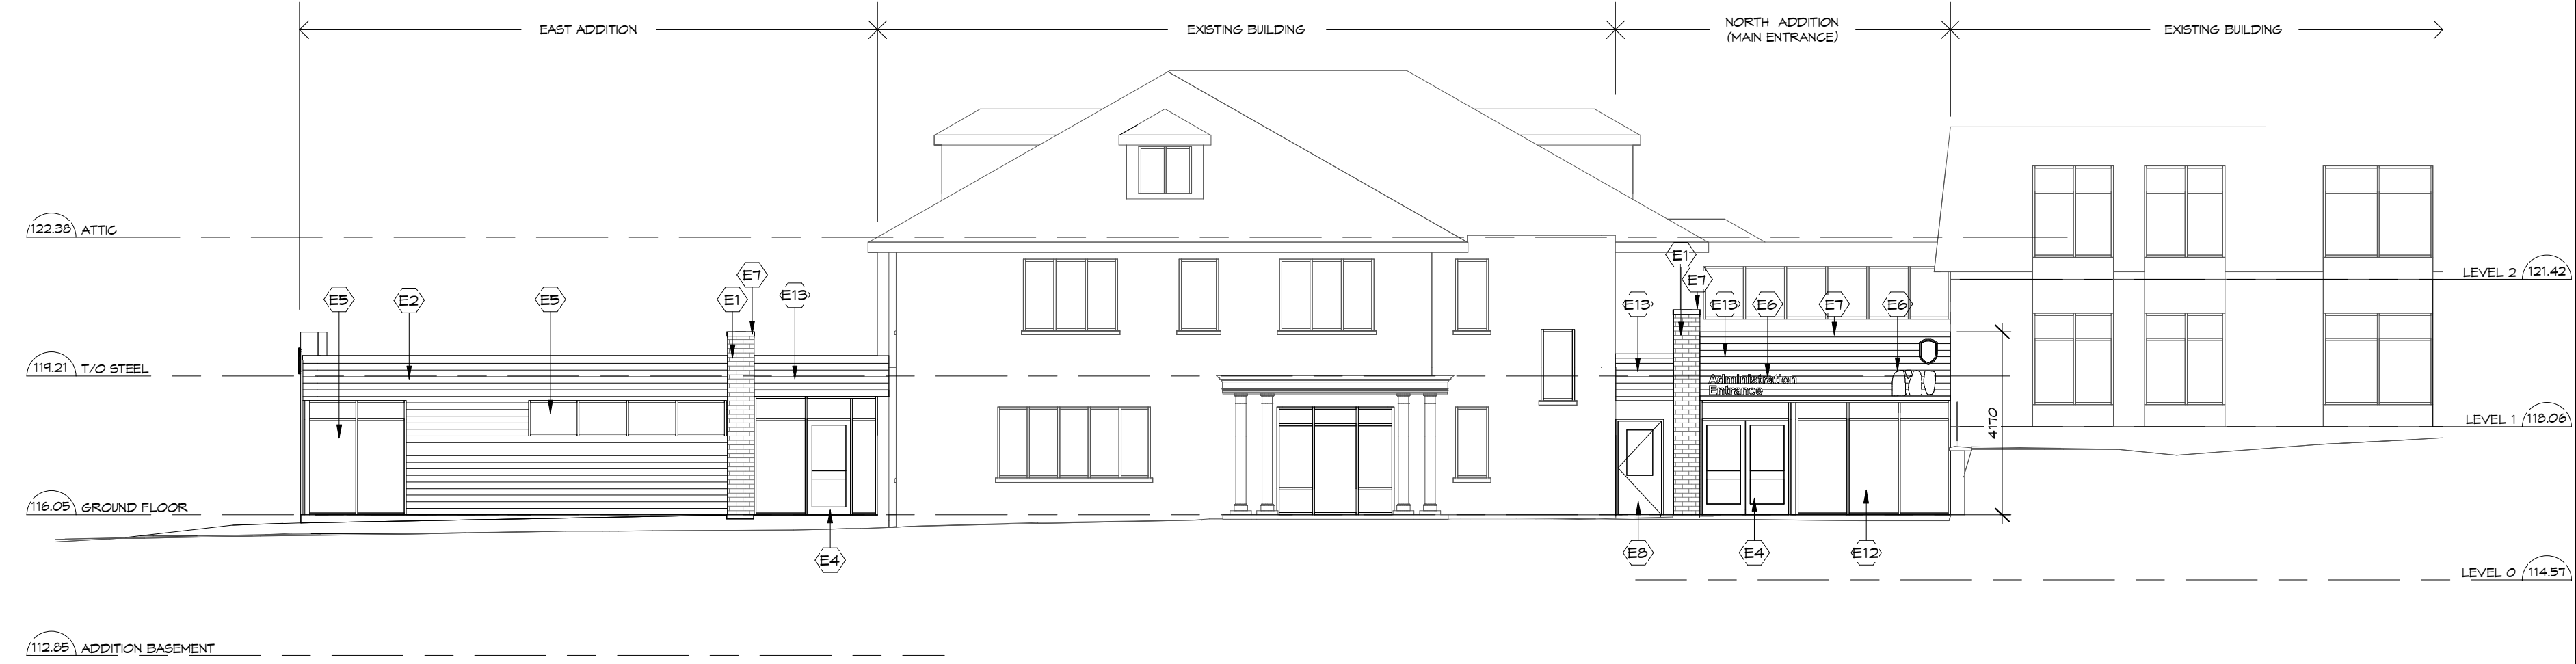 EAST ADDITION
EXISTING BUILDING
NORTH ADDITION
(MAIN ENTRANCE)
EXISTING BUILDING
122.38 ATTIC
E1
E7
E7
LEVEL 2 121.42
E5
E2
E5
E1
E13
E13
E13
E6
E7
E6
119.21 T/O STEEL
Administration
Entrance
4170
LEVEL 1 118.06
116.05 GROUND FLOOR
E4
E8
E4
E12
LEVEL 0 114.57
112.85 ADDITION BASEMENT